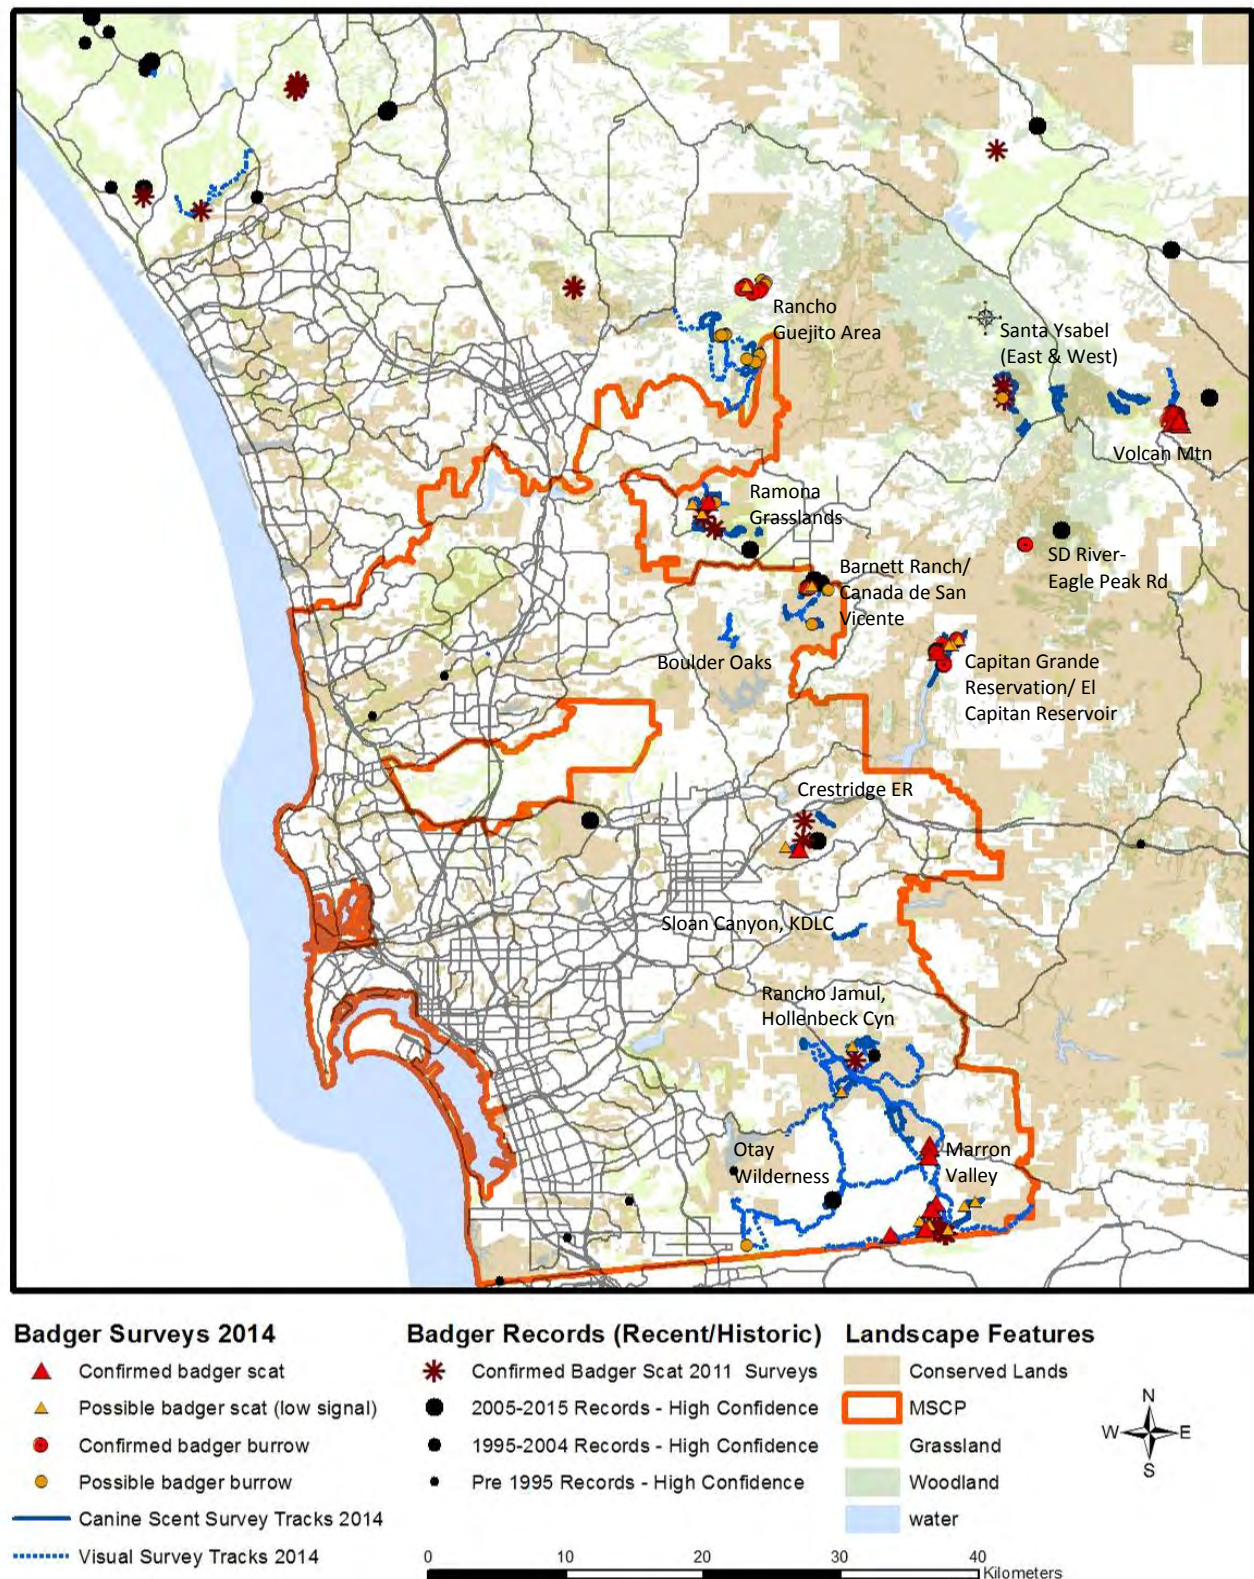 Rancho
Guejito Area
Santa Ysabel
(East & West)
Volcan Mtn
Ramona
Grasslands
SD River-
Eagle Peak Rd
Barnett Ranch/
Canada de San
Vicente
Boulder Oaks
Capitan Grande
Reservation/ El
Capitan Reservoir
Crestridge ER
Sloan Canyon, KDLC
Rancho Jamul,
Hollenbeck Cyn
Otay
Wilderness
Marron
Valley
Badger Surveys 2014
Confirmed badger scat
Possible badger scat (low signal)
Confirmed badger burrow
Possible badger burrow
Canine Scent Survey Tracks 2014
Visual Survey Tracks 2014
Badger Records (Recent/Historic)
Confirmed Badger Scat 2011 Surveys
2005-2015 Records - High Confidence
1995-2004 Records - High Confidence
Pre 1995 Records - High Confidence
Landscape Features
Conserved Lands
MSCP
Grassland
Woodland
water
N
W E
S
0 10 20 30 40
Kilometers